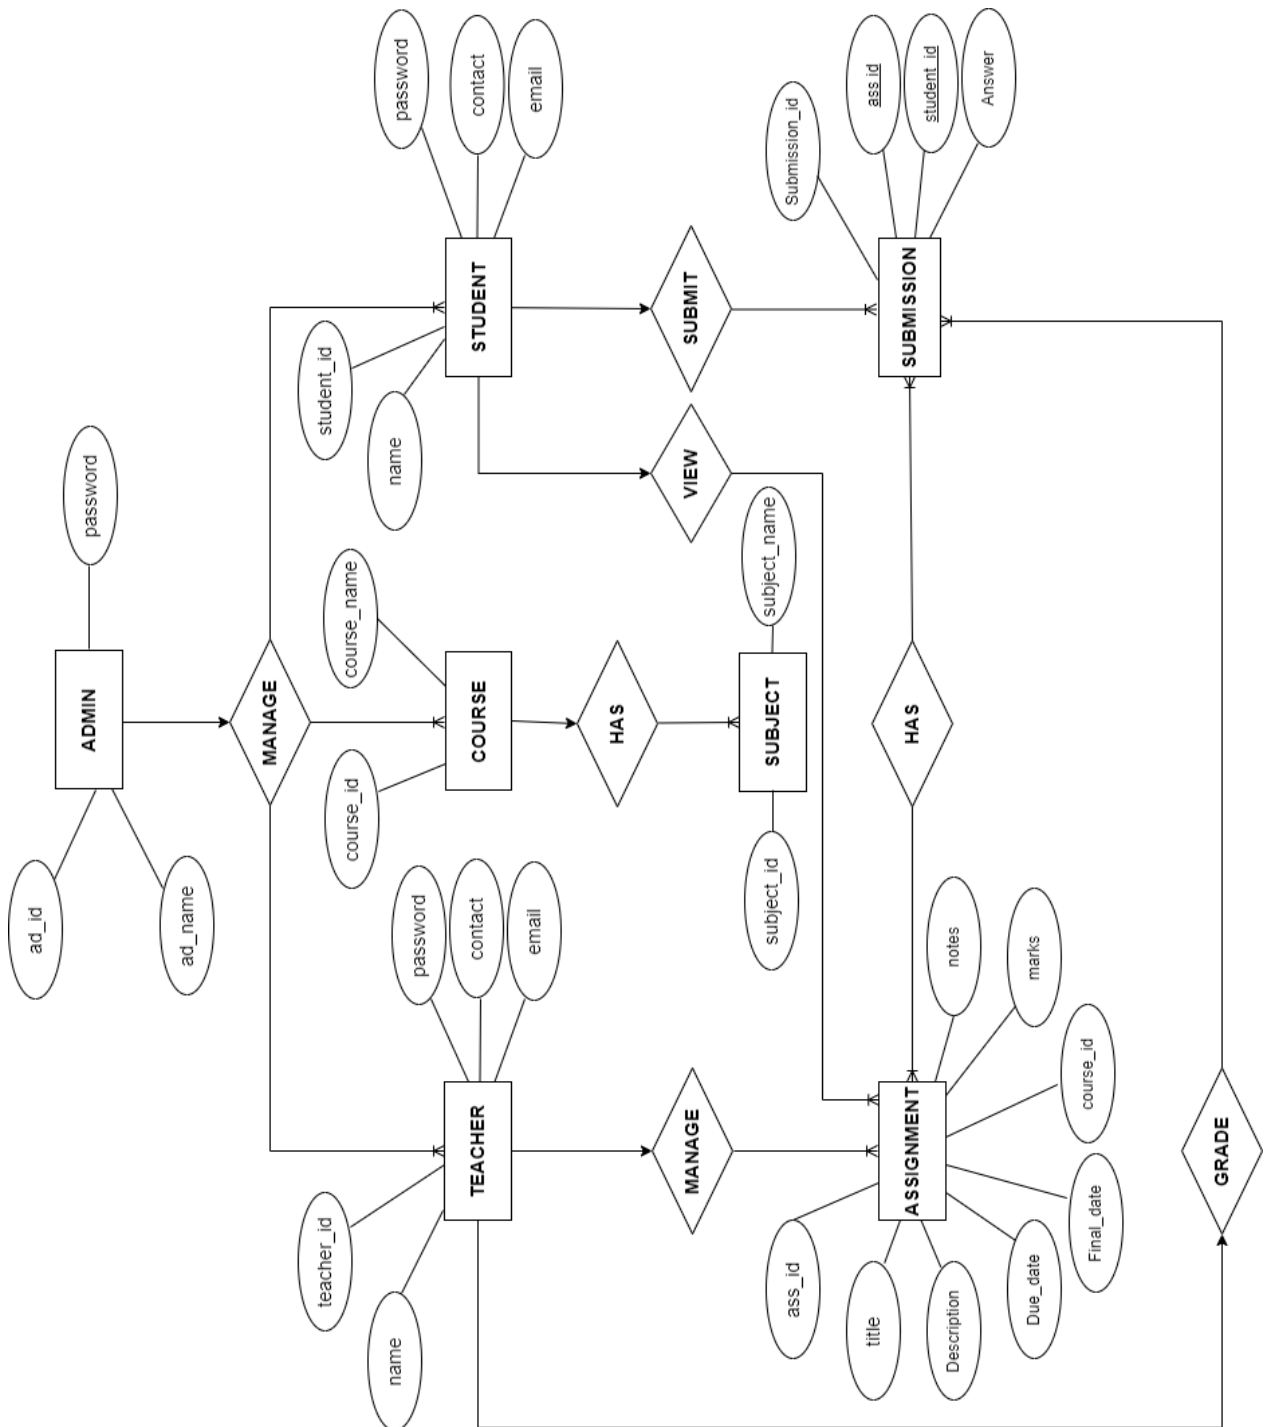 ad_id
ad_name
password
ADMIN
MANAGE
name
teacher_id
password
contact
email
TEACHER
course_id
course_name
COURSE
name
student_id
password
contact
email
STUDENT
MANAGE
HAS
VIEW
SUBMIT
subject_id
subject_name
SUBJECT
ass_id
title
Description
Due_date
Final_date
course_id
marks
notes
ASSIGNMENT
HAS
Submission_id
ass id
student_id
Answer
SUBMISSION
GRADE